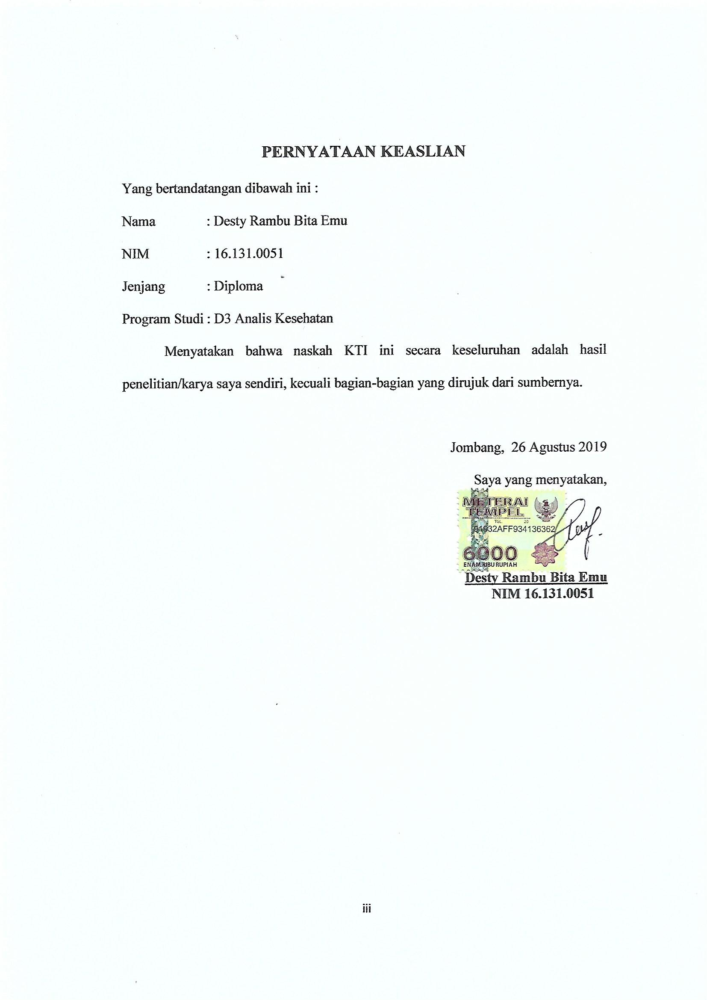 PERNYATAAN KEASLIAN
Yang bertandatangan dibawah ini :
Nama : Desty Rambu Bita Emu
NIM : 16.131.0051
Jenjang : Diploma
Program Studi : D3 Analis Kesehatan
Menyatakan bahwa naskah KTI ini secara keseluruhan adalah hasil
penelitian/karya saya sendiri, kecuali bagian-bagian yang dirujuk dari sumbernya.
Jombang, 26 Agustus 2019
Saya yang menyatakan,
METERAI
TEMPEL
TGL. 20
6000
ENAM RIBU RUPIAH
Desty Rambu Bita Emu
NIM 16.131.0051
iii